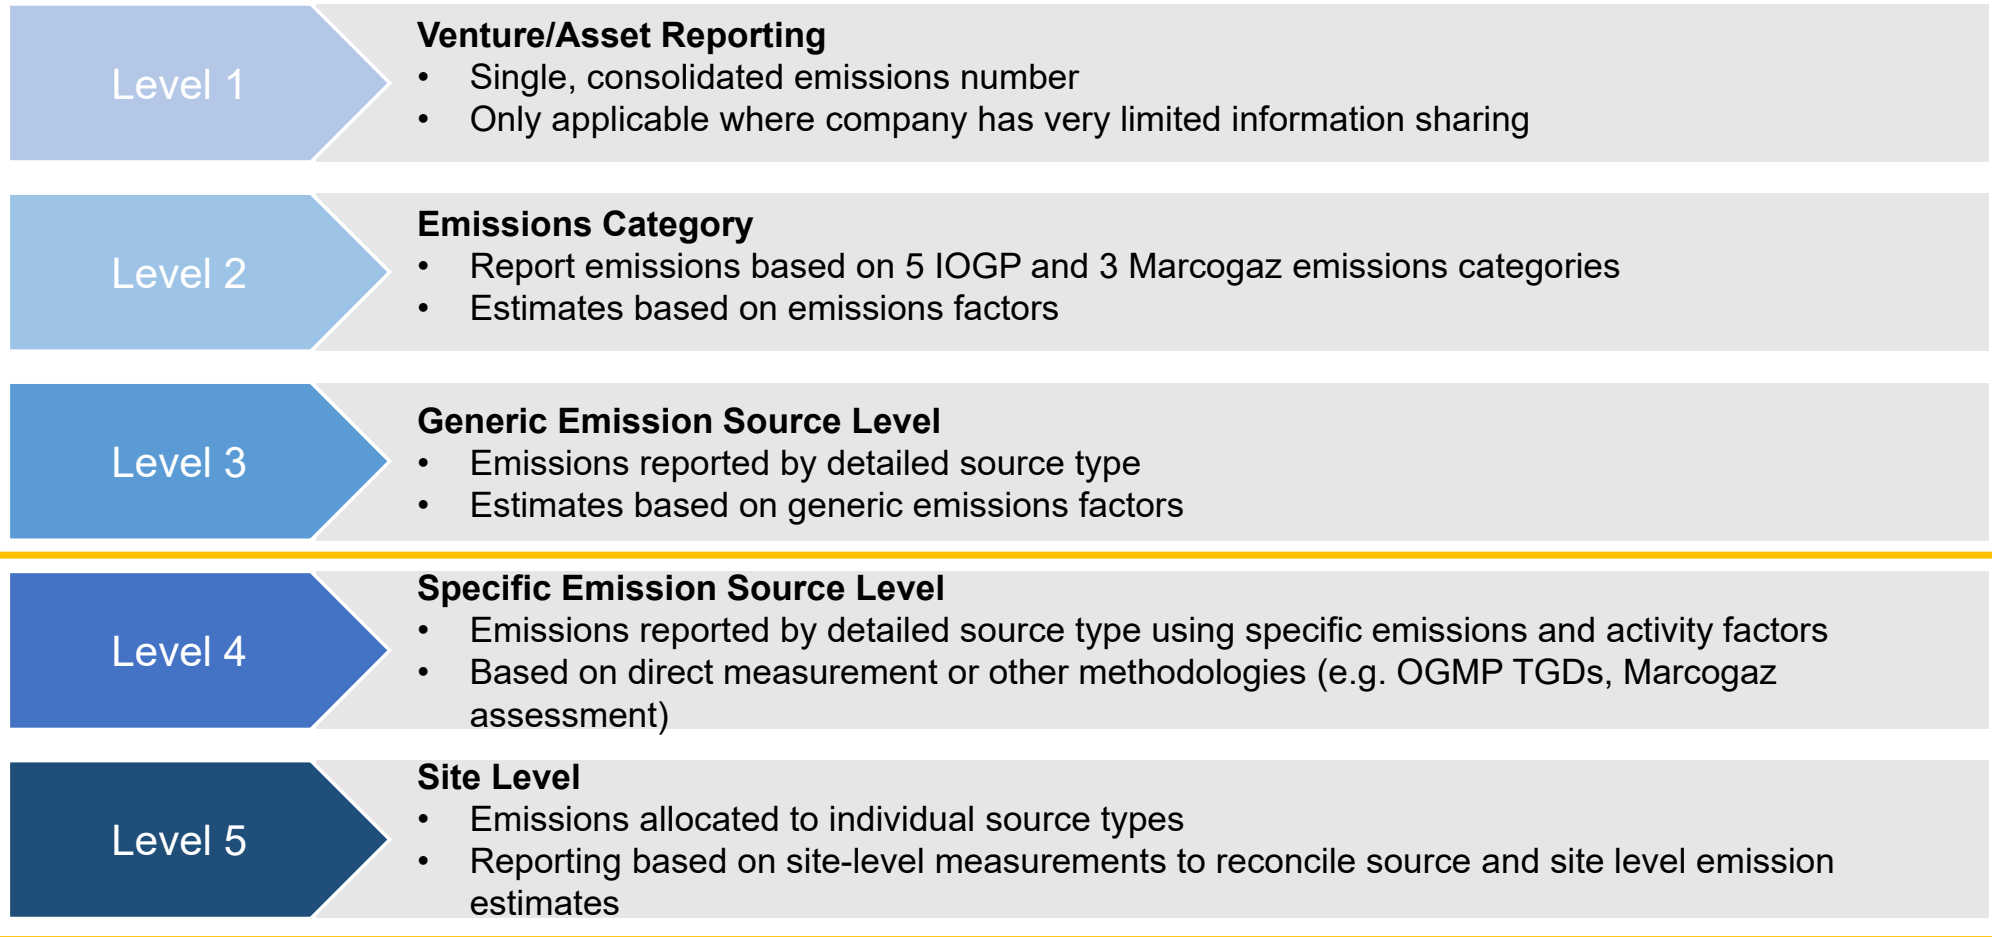 Level 1
Venture/Asset Reporting
• Single, consolidated emissions number
• Only applicable where company has very limited information sharing
Level 2
Emissions Category
• Report emissions based on 5 IOGP and 3 Marcogaz emissions categories
• Estimates based on emissions factors
Level 3
Generic Emission Source Level
• Emissions reported by detailed source type
• Estimates based on generic emissions factors
Level 4
Specific Emission Source Level
• Emissions reported by detailed source type using specific emissions and activity factors
• Based on direct measurement or other methodologies (e.g. OGMP TGDs, Marcogaz
assessment)
Level 5
Site Level
• Emissions allocated to individual source types
• Reporting based on site-level measurements to reconcile source and site level emission
estimates